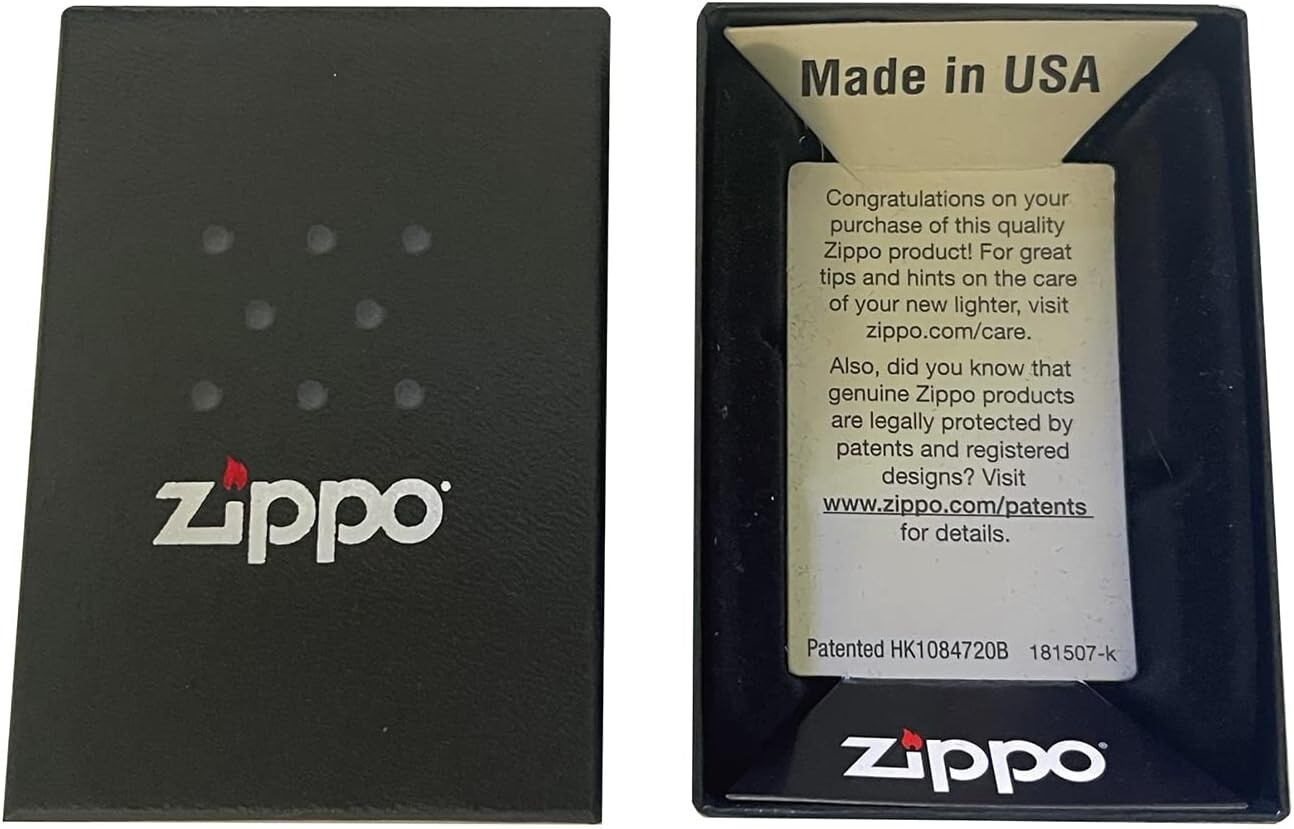 zippo
Made in USA
Congratulations on your
purchase of this quality
Zippo product! For great
tips and hints on the care
of your new lighter, visit
zippo.com/care.
Also, did you know that
genuine Zippo products
are legally protected by
patents and registered
designs? Visit
www.zippo.com/patents
for details.
Patented HK1084720B 181507-k
zippo